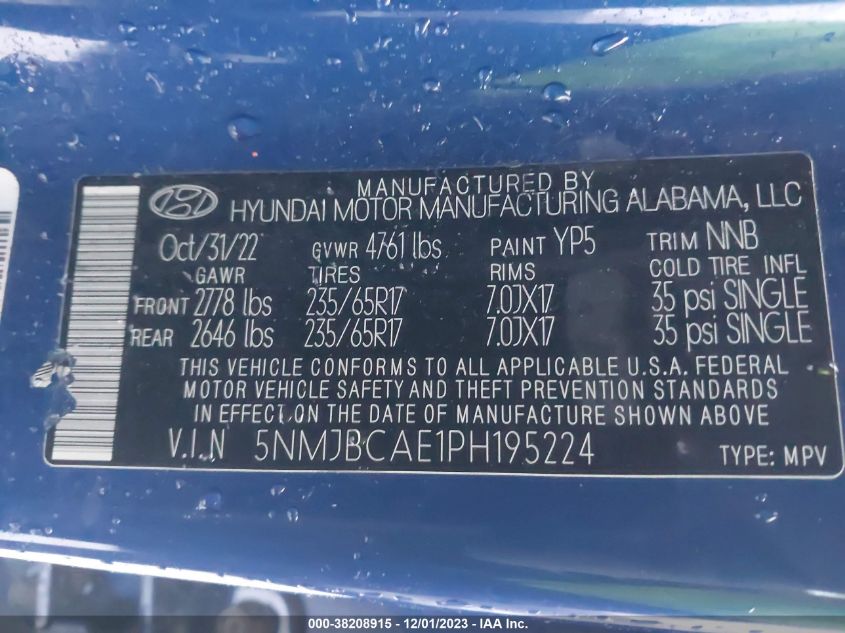 MANUFACTURED BY
HYUNDAI MOTOR MANUFACTURING ALABAMA, LLC
Oct/31/22 GVWR 4761 lbs PAINT YP5 TRIM NNB
GAWR TIRES RIMS COLD TIRE INFL
FRONT 2778 lbs 235/65R17 7.0JX17 35 psi SINGLE
REAR 2646 lbs 235/65R17 7.0JX17 35 psi SINGLE
THIS VEHICLE CONFORMS TO ALL APPLICABLE U.S.A. FEDERAL
MOTOR VEHICLE SAFETY AND THEFT PREVENTION STANDARDS
IN EFFECT ON THE DATE OF MANUFACTURE SHOWN ABOVE
V.I.N 5NMJBCAE1PH195224 TYPE: MPV
000-38208915 - 12/01/2023 - IAA Inc.